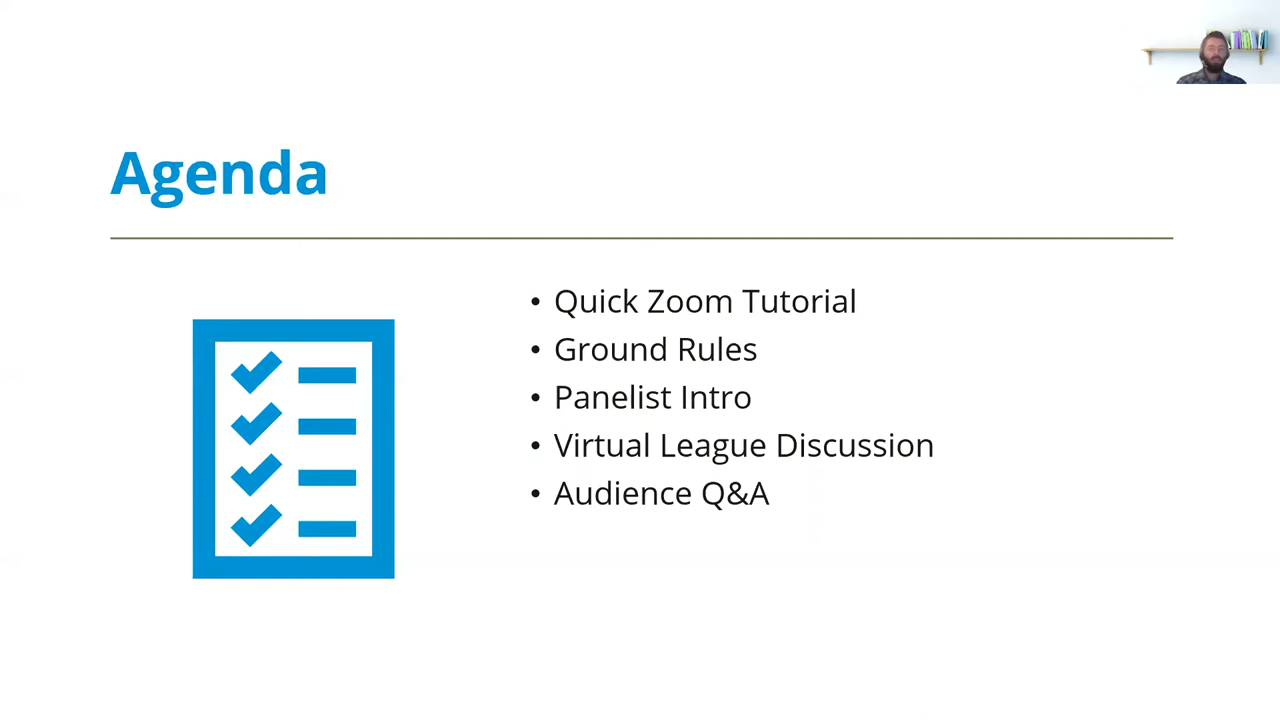 Agenda
• Quick Zoom Tutorial
• Ground Rules
• Panelist Intro
• Virtual League Discussion
• Audience Q&A